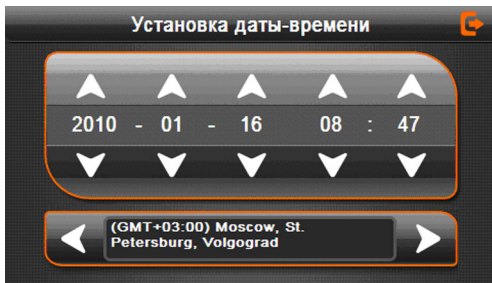 Установка даты-времени
2010 - 01 - 16 08 : 47
(GMT+03:00) Moscow, St.
Petersburg, Volgograd